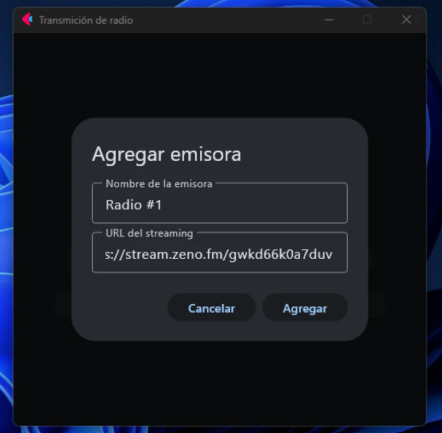 Transmición de radio
Agregar emisora
Nombre de la emisora
Radio #1
URL del streaming
s://stream.zeno.fm/gwkd66k0a7duv
Cancelar
Agregar